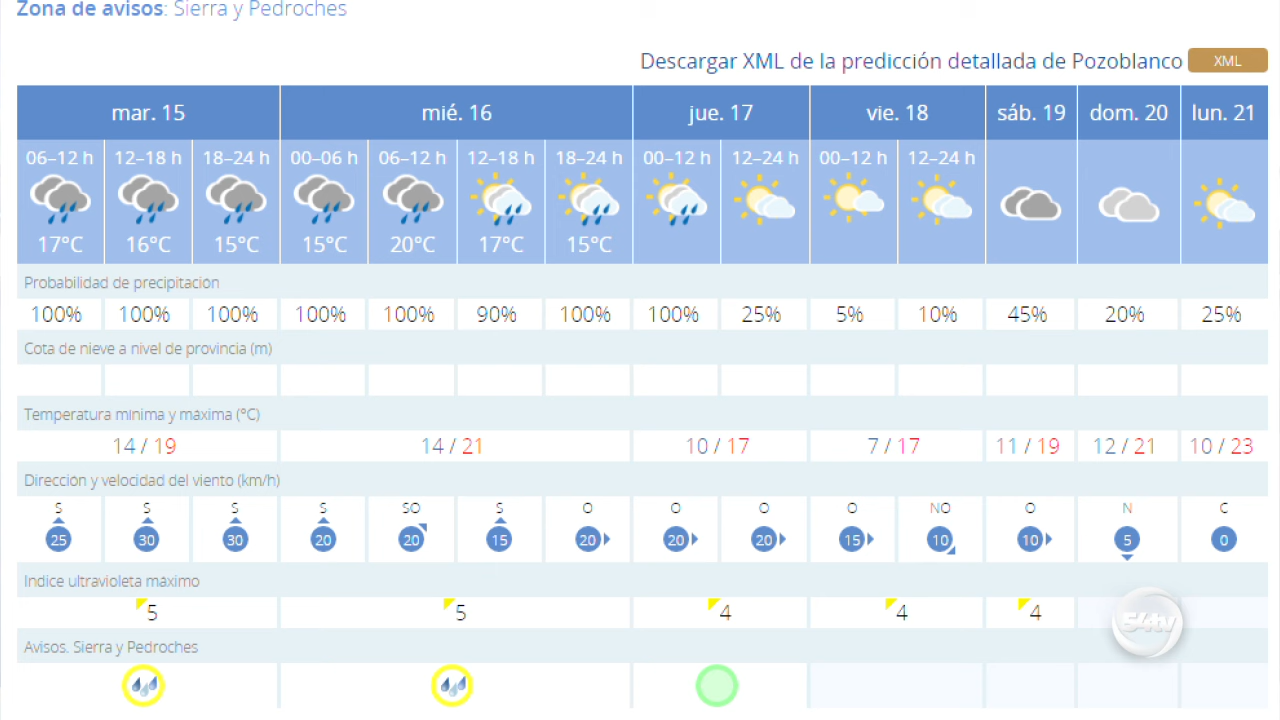 Zona de avisos: Sierra y Pedroches
Descargar XML de la predicción detallada de Pozoblanco XML
mar. 15 mié. 16 jue. 17 vie. 18 sáb. 19 dom. 20 lun. 21
06–12 h 12–18 h 18–24 h 00–06 h 06–12 h 12–18 h 18–24 h 00–12 h 12–24 h 00–12 h 12–24 h
17°C 16°C 15°C 15°C 20°C 17°C 15°C
Probabilidad de precipitación
100% 100% 100% 100% 100% 90% 100% 100% 25% 5% 10% 45% 20% 25%
Cota de nieve a nivel de provincia (m)
Temperatura mínima y máxima (°C)
14 / 19 14 / 21 10 / 17 7 / 17 11 / 19 12 / 21 10 / 23
Dirección y velocidad del viento (km/h)
S S S S SO S O O O O NO O N C
25 30 30 20 20 15 20 20 20 15 10 10 5 0
Indice ultravioleta máximo
5 5 4 4 4
54tv
Avisos. Sierra y Pedroches